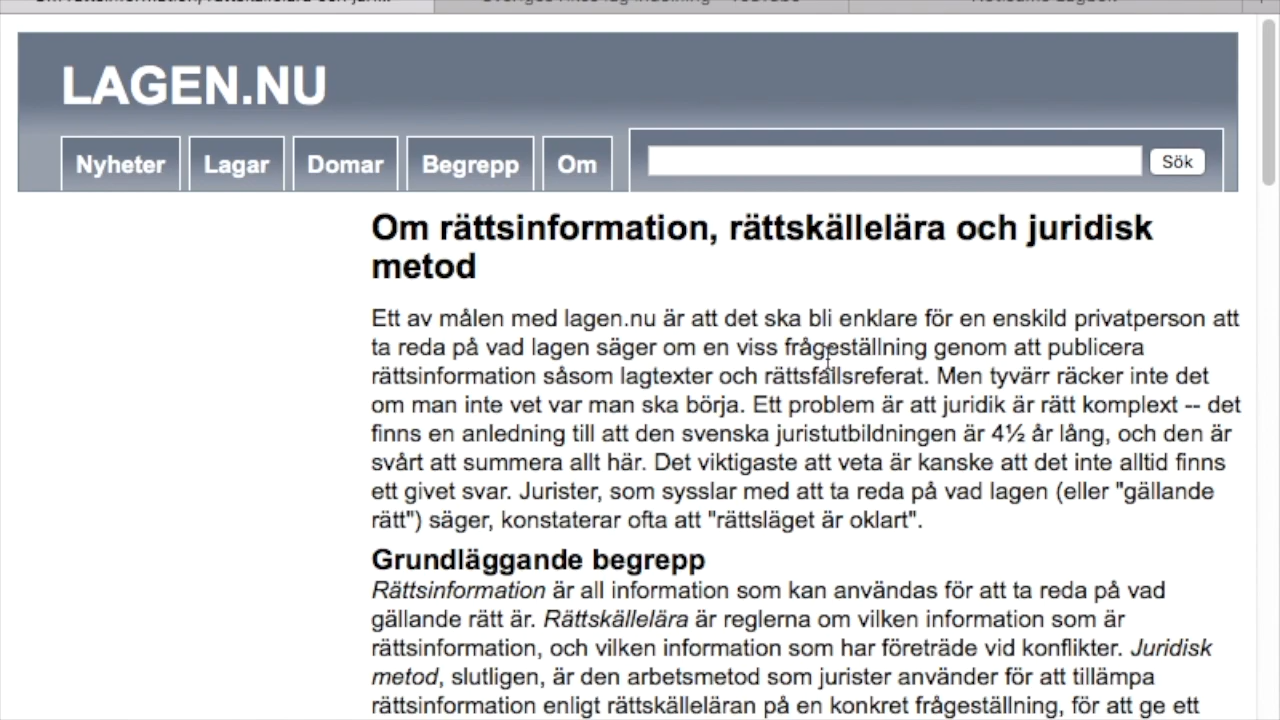 LAGEN.NU
Nyheter
Lagar
Domar
Begrepp
Om
Sök
Om rättsinformation, rättskällelära och juridisk
metod
Ett av målen med lagen.nu är att det ska bli enklare för en enskild privatperson att
ta reda på vad lagen säger om en viss frågeställning genom att publicera
rättsinformation såsom lagtexter och rättsfallsreferat. Men tyvärr räcker inte det
om man inte vet var man ska börja. Ett problem är att juridik är rätt komplext -- det
finns en anledning till att den svenska juristutbildningen är 4½ år lång, och den är
svårt att summera allt här. Det viktigaste att veta är kanske att det inte alltid finns
ett givet svar. Jurister, som sysslar med att ta reda på vad lagen (eller "gällande
rätt") säger, konstaterar ofta att "rättsläget är oklart".
Grundläggande begrepp
Rättsinformation är all information som kan användas för att ta reda på vad
gällande rätt är. Rättskällelära är reglerna om vilken information som är
rättsinformation, och vilken information som har företräde vid konflikter. Juridisk
metod, slutligen, är den arbetsmetod som jurister använder för att tillämpa
rättsinformation enligt rättskälleläran på en konkret frågeställning, för att ge ett